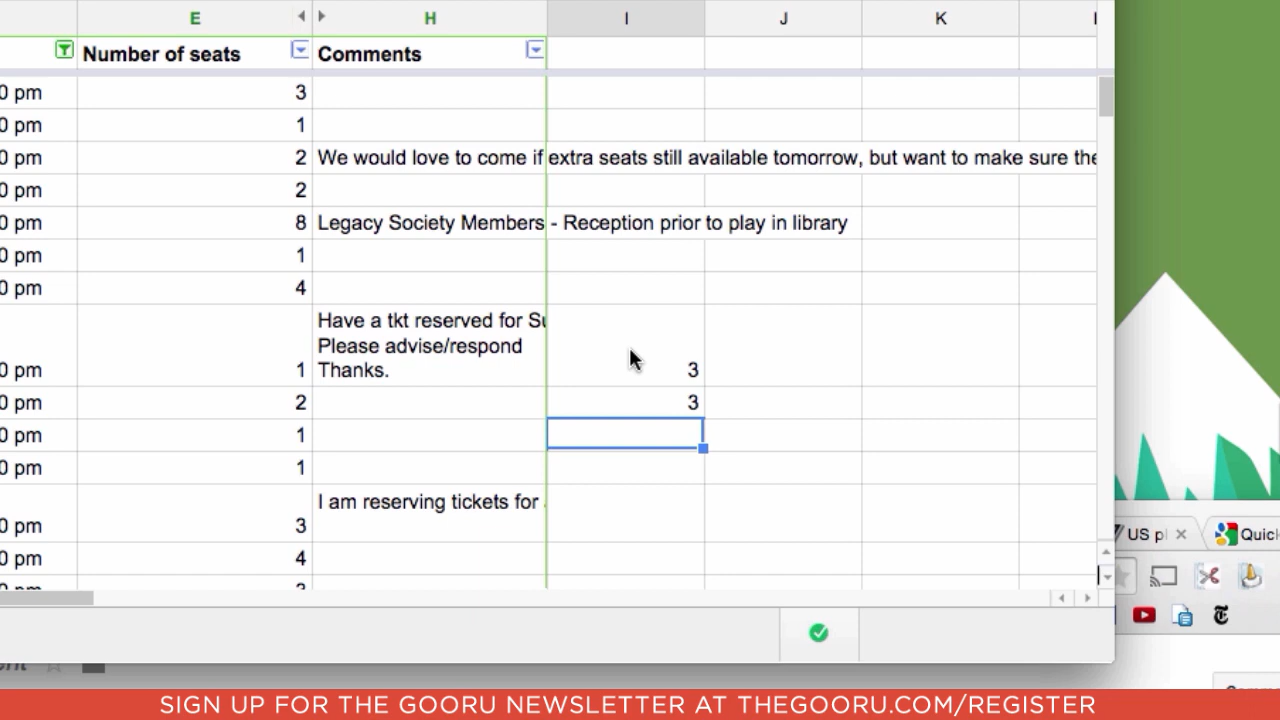 E H I J K
Number of seats Comments
0 pm 3
0 pm 1
0 pm 2 We would love to come if extra seats still available tomorrow, but want to make sure the
0 pm 2
0 pm 8 Legacy Society Members - Reception prior to play in library
0 pm 1
0 pm 4
Have a tkt reserved for Su
Please advise/respond
0 pm 1 Thanks. 3
0 pm 2 3
0 pm 1
0 pm 1
I am reserving tickets for
0 pm 3
0 pm 4
US pl
Quic
SIGN UP FOR THE GOORU NEWSLETTER AT THEGOORU.COM/REGISTER